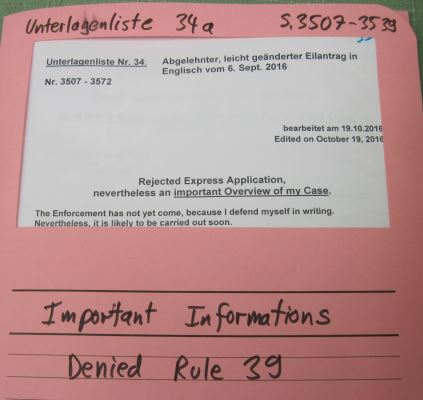 Unterlagenliste 34a S. 3507-3539
Unterlagenliste Nr. 34: Abgelehnter, leicht geänderter Eilantrag in
Englisch vom 6. Sept. 2016
Nr. 3507 - 3572
bearbeitet am 19.10.2016
Edited on October 19, 2016
Rejected Express Application,
nevertheless an important Overview of my Case.
The Enforcement has not yet come, because I defend myself in writing.
Nevertheless, it is likely to be carried out soon.
Important Informations
Denied Rule 39